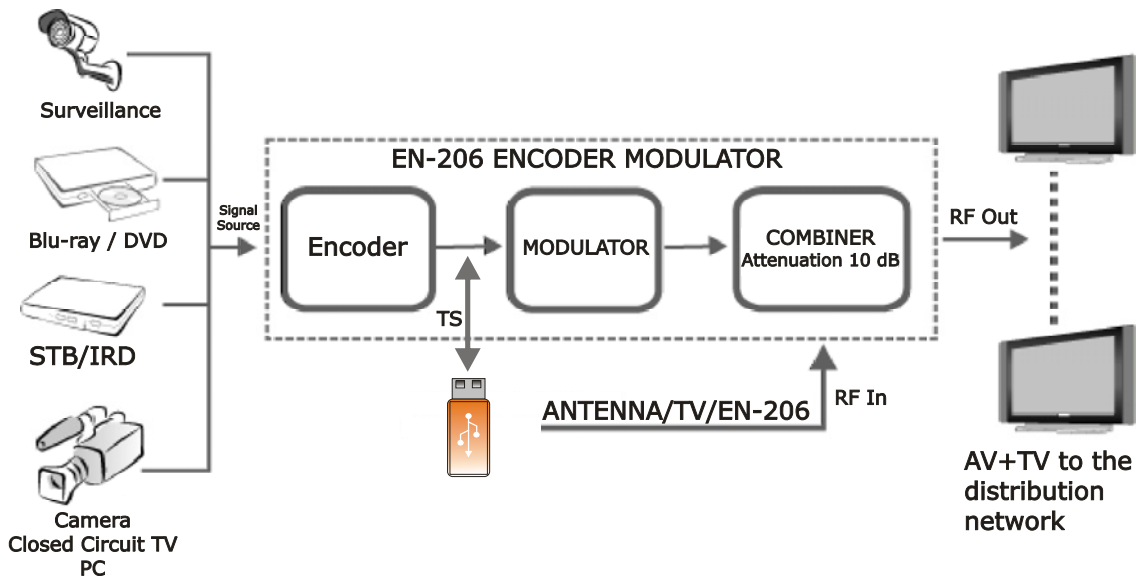 Surveillance
Blu-ray / DVD
STB/IRD
Camera
Closed Circuit TV
PC
Signal
Source
EN-206 ENCODER MODULATOR
Encoder
TS
MODULATOR
COMBINER
Attenuation 10 dB
ANTENNA/TV/EN-206
RF In
RF Out
AV+TV to the
distribution
network